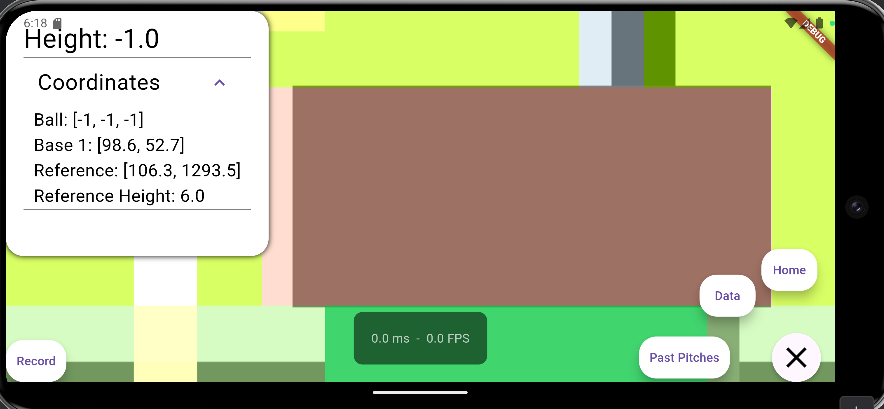 6:18
DEBUG
Height: -1.0
Coordinates
Ball: [-1, -1, -1]
Base 1: [98.6, 52.7]
Reference: [106.3, 1293.5]
Reference Height: 6.0
Home
Data
0.0 ms - 0.0 FPS
Past Pitches
Record